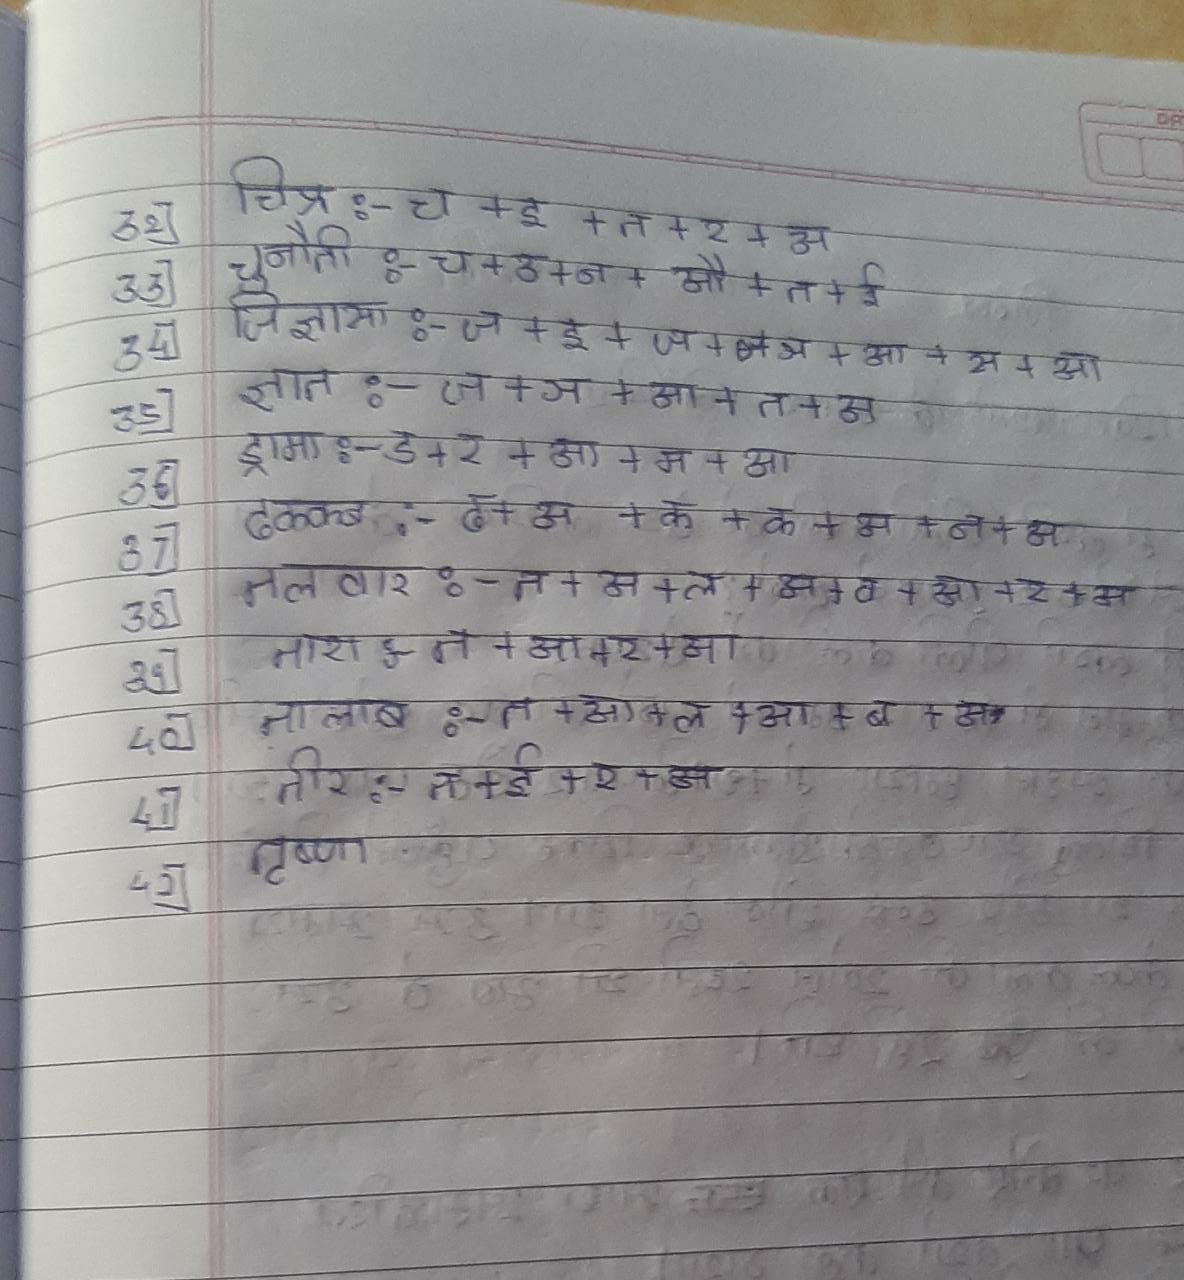 32] चित्र :- च + इ + त + र + अ
33] चुनौती :- च + उ + न + औ + त + ई
34] जिज्ञासा :- ज + इ + ज + ञ + आ + स + आ
35] ज्ञात :- ज + ञ + आ + त + अ
36] ड्रामा :- ड + र + आ + म + आ
37] ढक्कन :- ढ + अ + क + क + अ + न + अ
38] तलवार :- त + अ + ल + अ + व + आ + र + अ
39] तारा :- त + आ + र + आ
40] तालाब :- त + आ + ल + आ + ब + अ
41] तीर :- त + ई + र + अ
42] तृष्णा